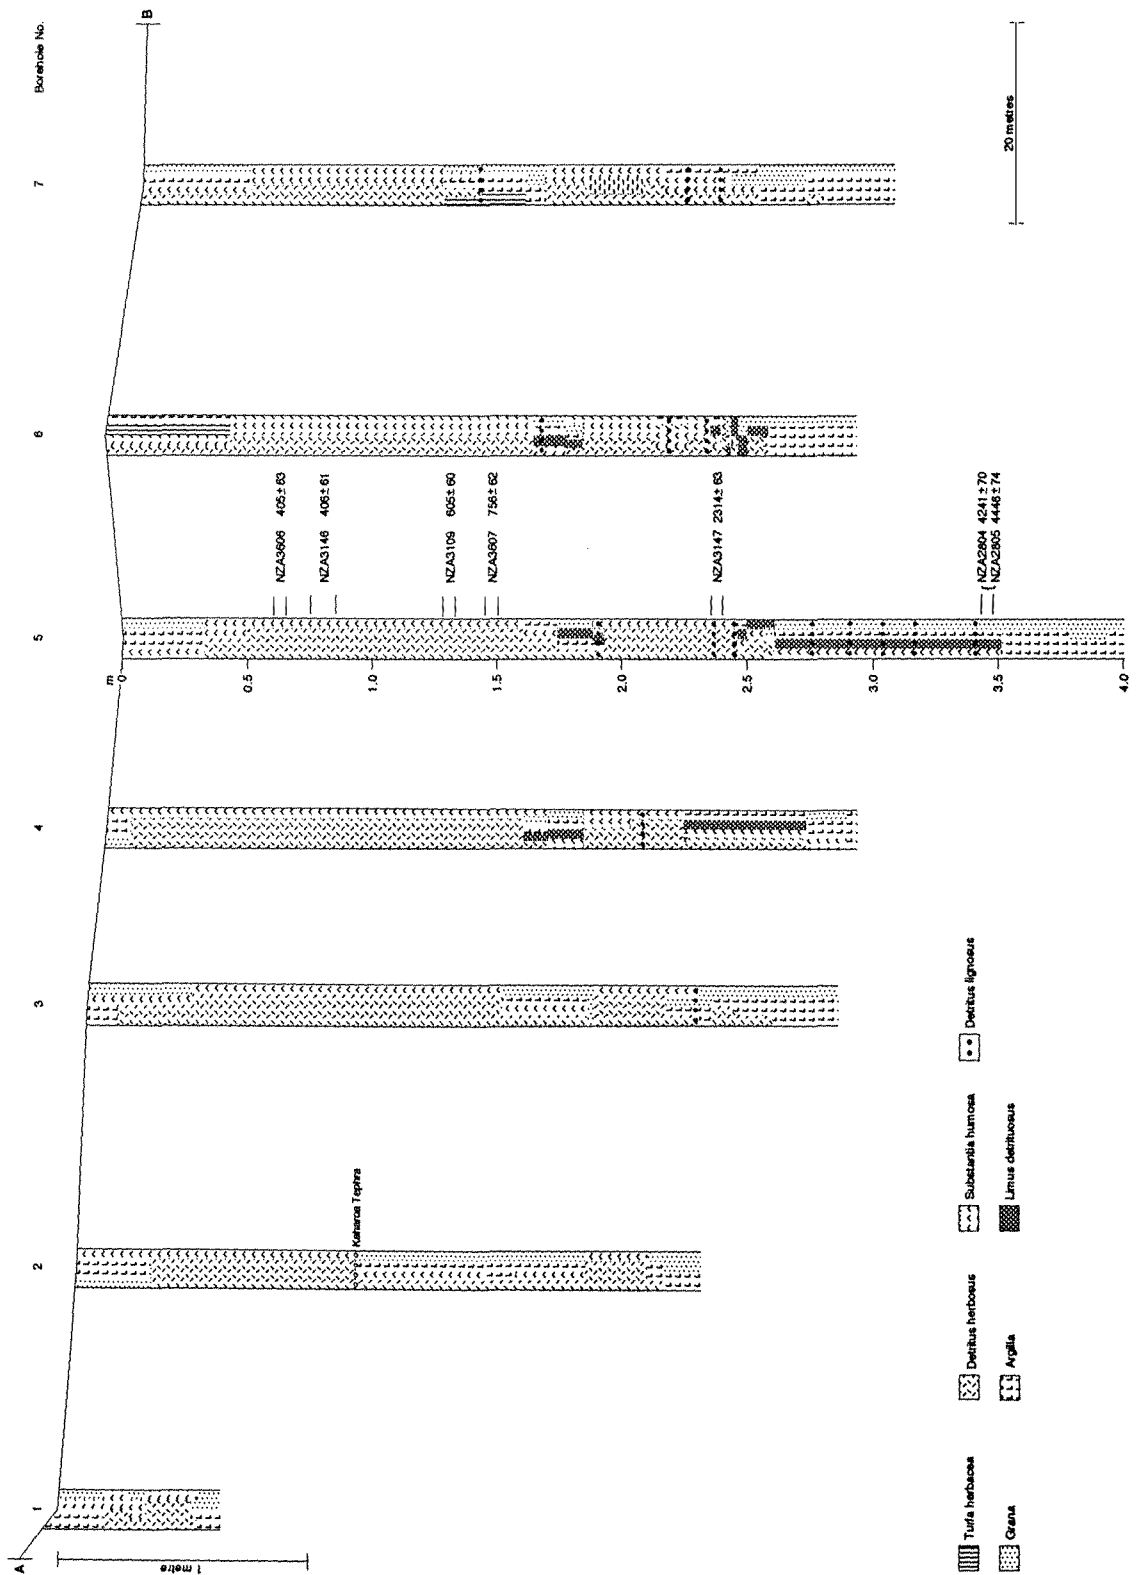 Borehole No.
A
B
1
2
3
4
5
6
7
1 metre
20 metres
Kaharoa Tephra
m
0
0.5
1.0
1.5
2.0
2.5
3.0
3.5
4.0
NZA3606 405±63
NZA3146 406±61
NZA3109 605±60
NZA3607 756±62
NZA3147 2314±63
NZA2804 4241±70
NZA2805 4446±74
Turfa herbacea
Detritus herbosus
Substantia humosa
Detritus lignosus
Grana
Argilla
Limus detrituosus